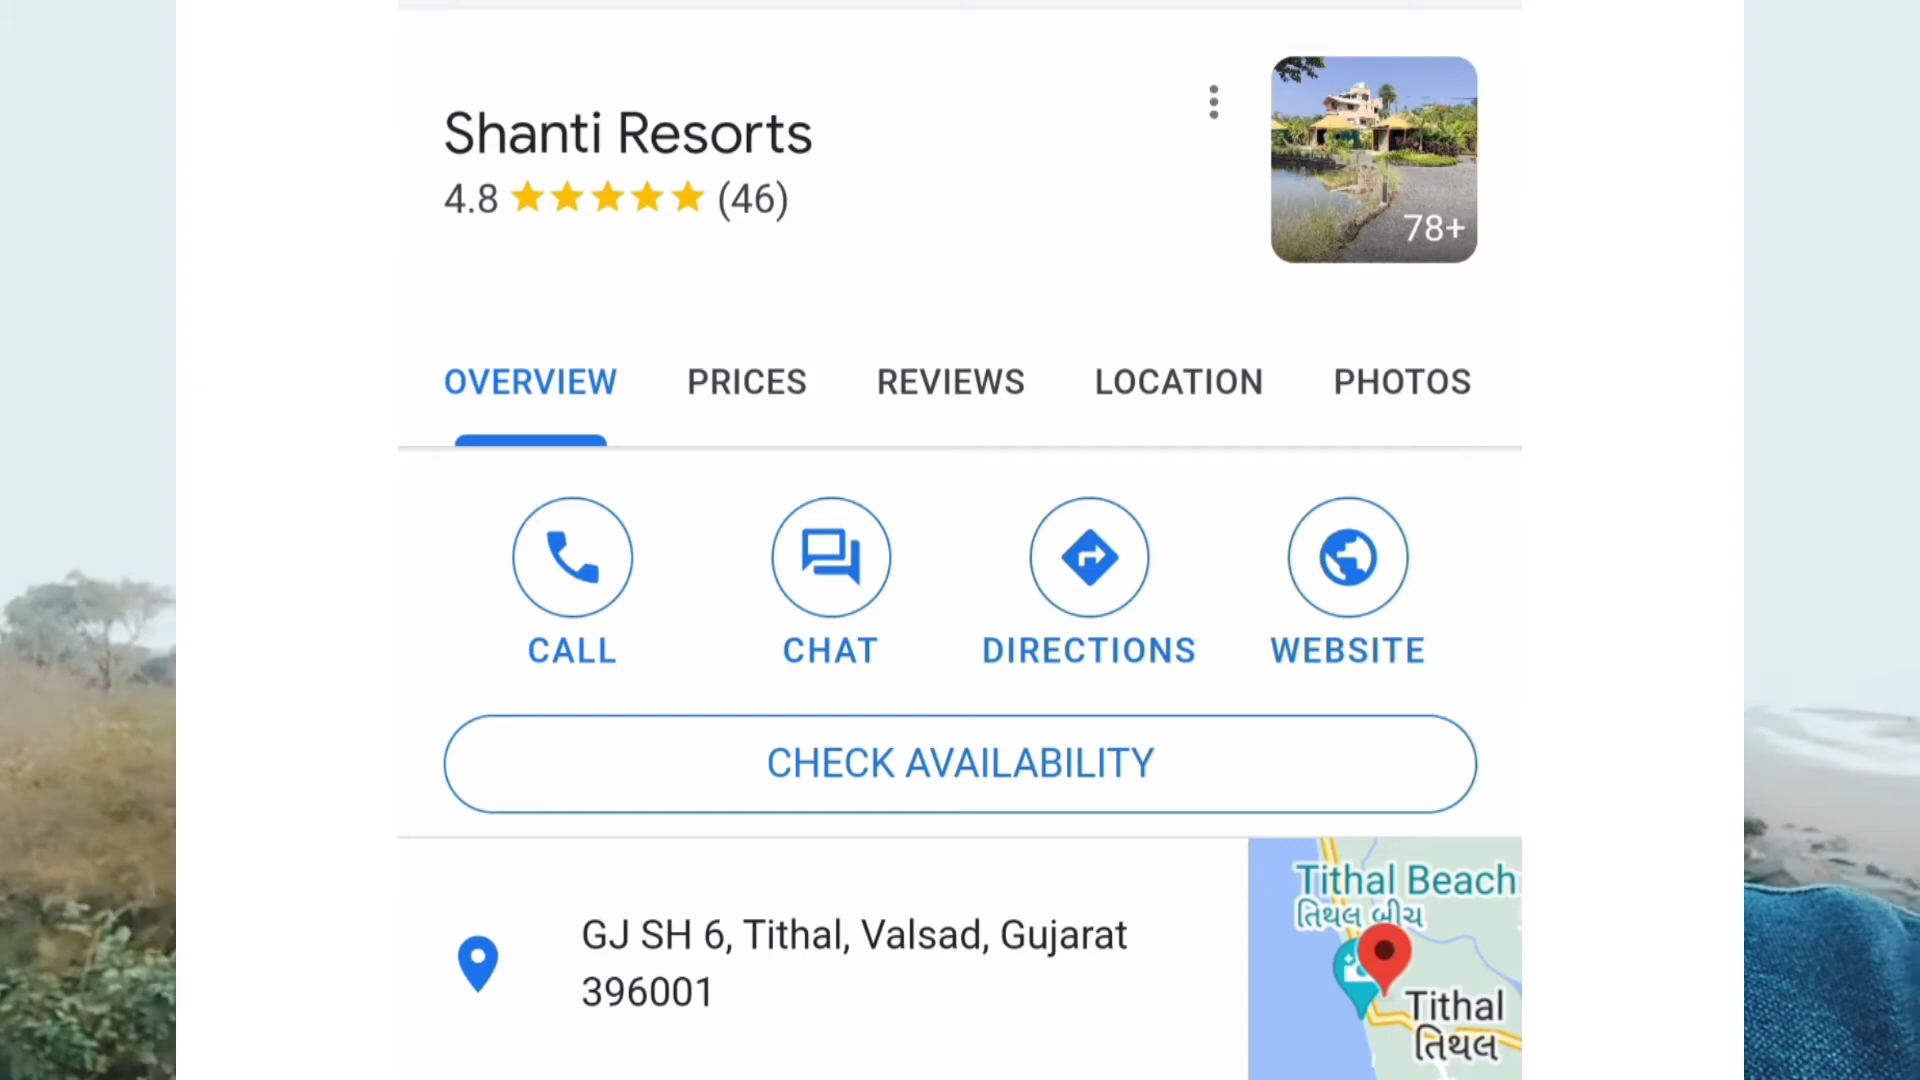 Shanti Resorts
4.8 ★★★★★ (46)
78+
OVERVIEW PRICES REVIEWS LOCATION PHOTOS
CALL CHAT DIRECTIONS WEBSITE
CHECK AVAILABILITY
GJ SH 6, Tithal, Valsad, Gujarat
396001
Tithal Beach
તિથલ બીચ
Tithal
તિથલ